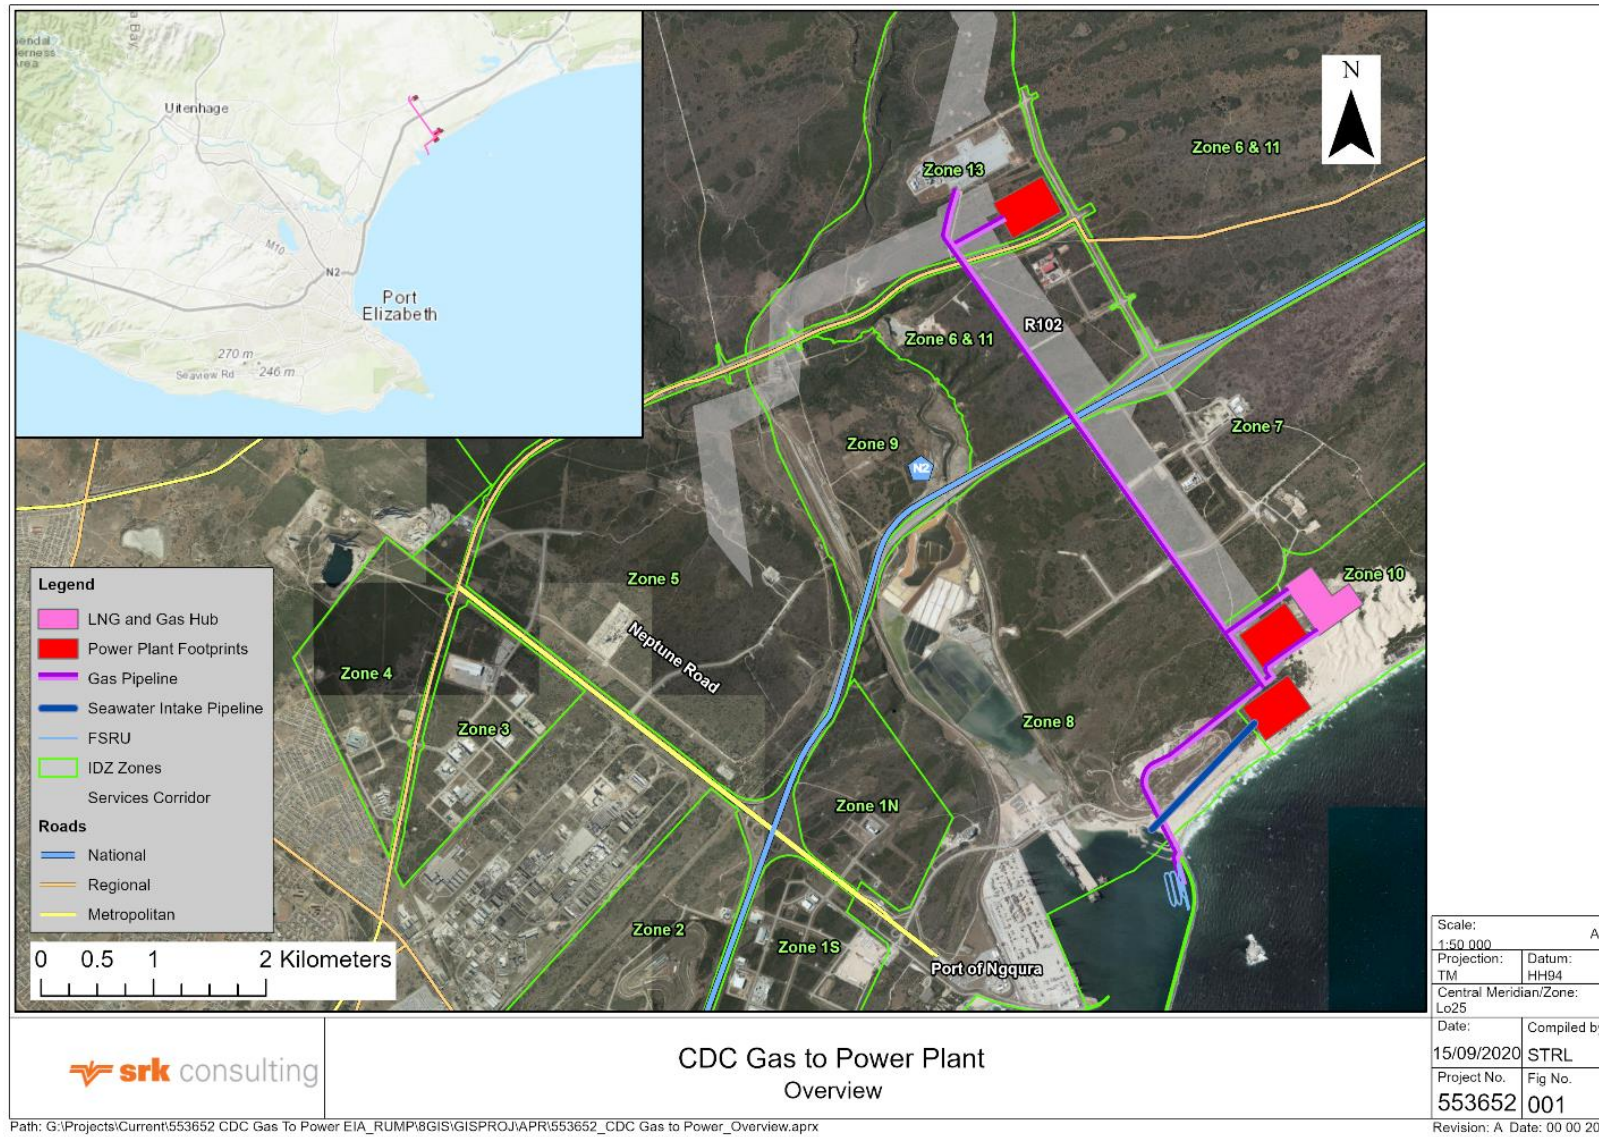 Uitenhage
M10
N2
Port
Elizabeth
270 m
246 m
Seaview Rd
N
Zone 6 & 11
Zone 13
R102
Zone 6 & 11
Zone 7
Zone 9
N2
Zone 10
Zone 5
Neptune Road
Zone 4
Zone 3
Zone 8
Zone 1N
Zone 2
Zone 1S
Port of Ngqura
Legend
LNG and Gas Hub
Power Plant Footprints
Gas Pipeline
Seawater Intake Pipeline
FSRU
IDZ Zones
Services Corridor
Roads
National
Regional
Metropolitan
0 0.5 1 2 Kilometers
Scale:
1:50 000 A
Projection: Datum:
TM HH94
Central Meridian/Zone:
Lo25
Date: Compiled by
15/09/2020 STRL
Project No. Fig No.
553652 001
srk consulting
CDC Gas to Power Plant
Overview
Path: G:\Projects\Current\553652 CDC Gas To Power EIA_RUMP\8GIS\GISPROJ\APR\553652_CDC Gas to Power_Overview.aprx
Revision: A Date: 00 00 20